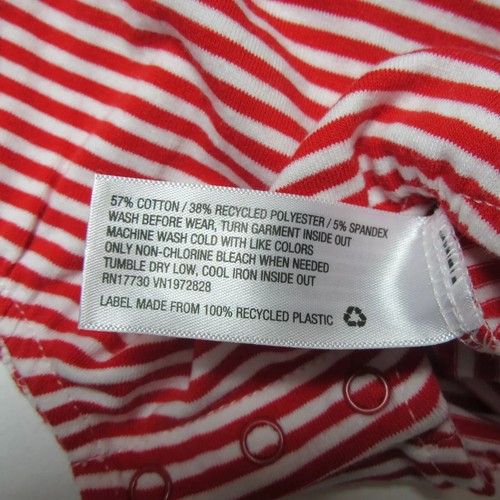 57% COTTON / 38% RECYCLED POLYESTER / 5% SPANDEX
WASH BEFORE WEAR, TURN GARMENT INSIDE OUT
MACHINE WASH COLD WITH LIKE COLORS
ONLY NON-CHLORINE BLEACH WHEN NEEDED
TUMBLE DRY LOW, COOL IRON INSIDE OUT
RN17730 VN1972828
LABEL MADE FROM 100% RECYCLED PLASTIC